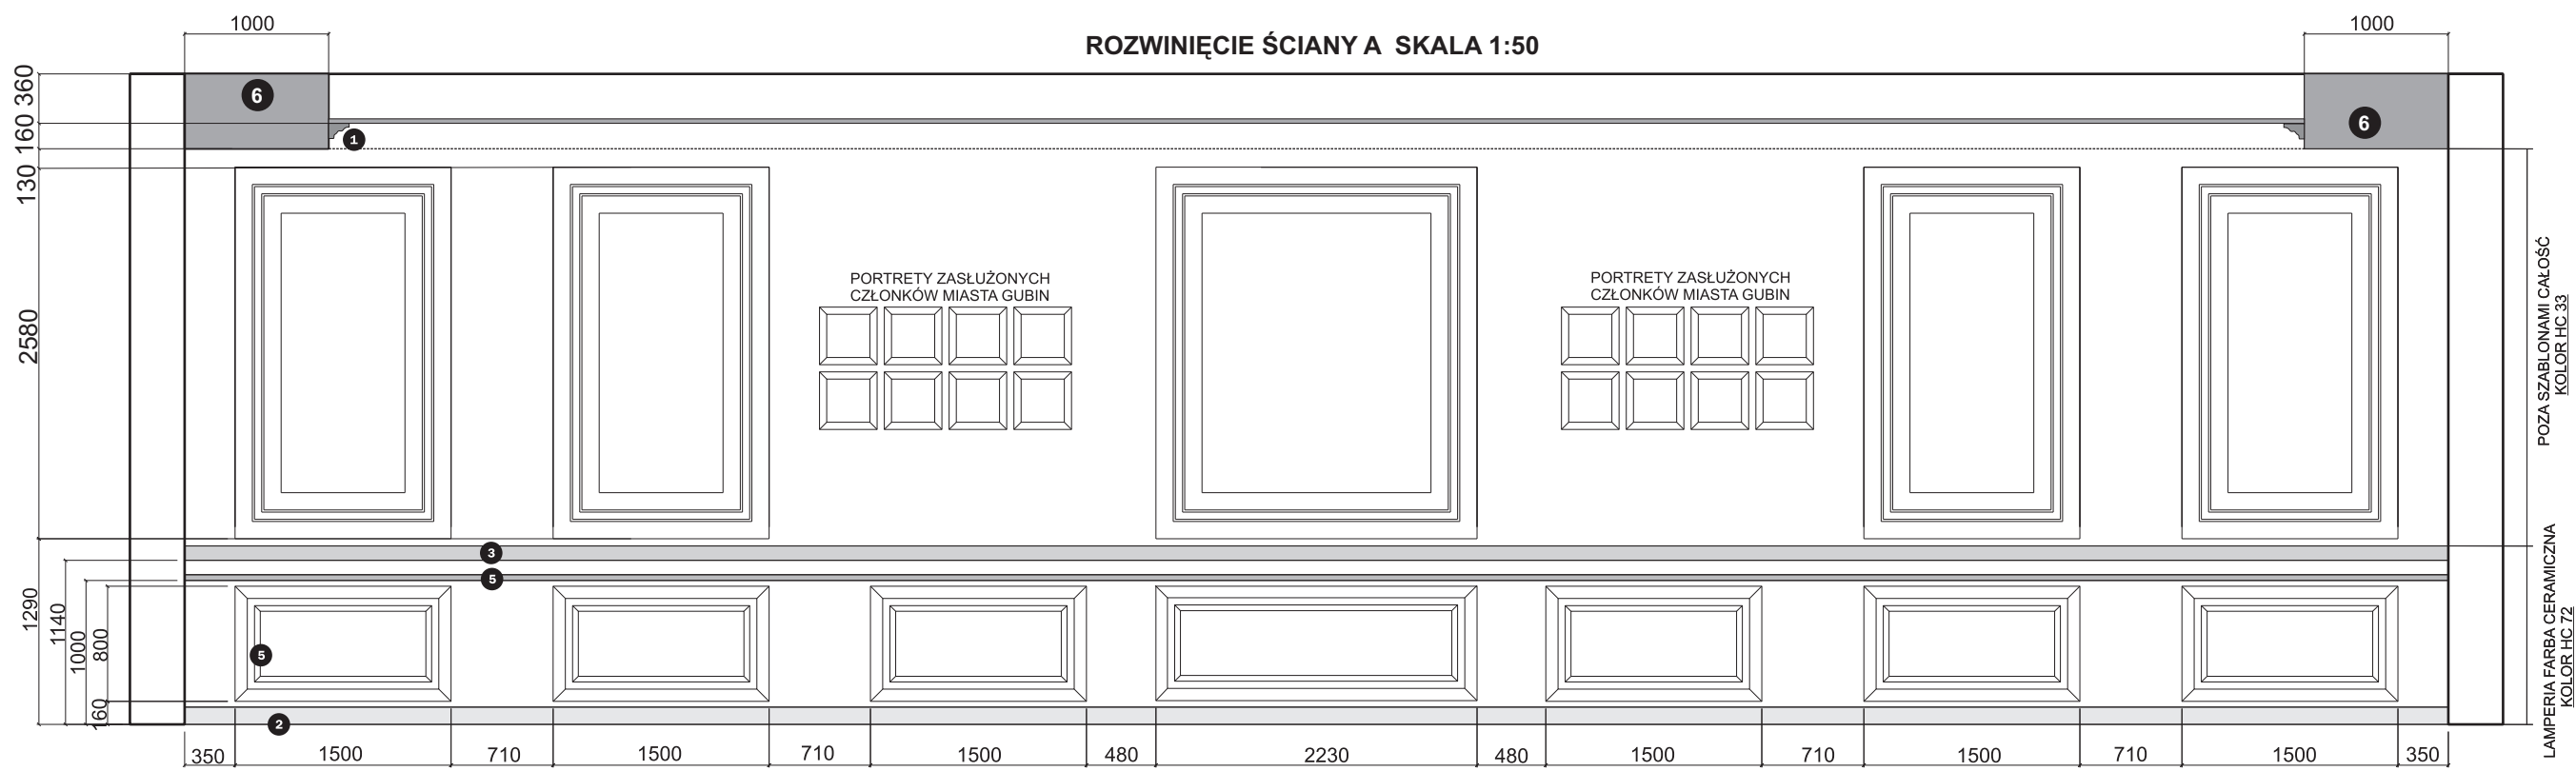 ROZWINIĘCIE ŚCIANY A SKALA 1:50
1000
1000
360
160
130
2580
1290
1140
1000
800
160
6
1
6
PORTRETY ZASŁUŻONYCH
CZŁONKÓW MIASTA GUBIN
PORTRETY ZASŁUŻONYCH
CZŁONKÓW MIASTA GUBIN
3
5
5
2
POZA SZABLONAMI CAŁOŚĆ
KOLOR HC 33
LAMPERIA FARBA CERAMICZNA
KOLOR HC 72
350 1500 710 1500 710 1500 480 2230 480 1500 710 1500 710 1500 350